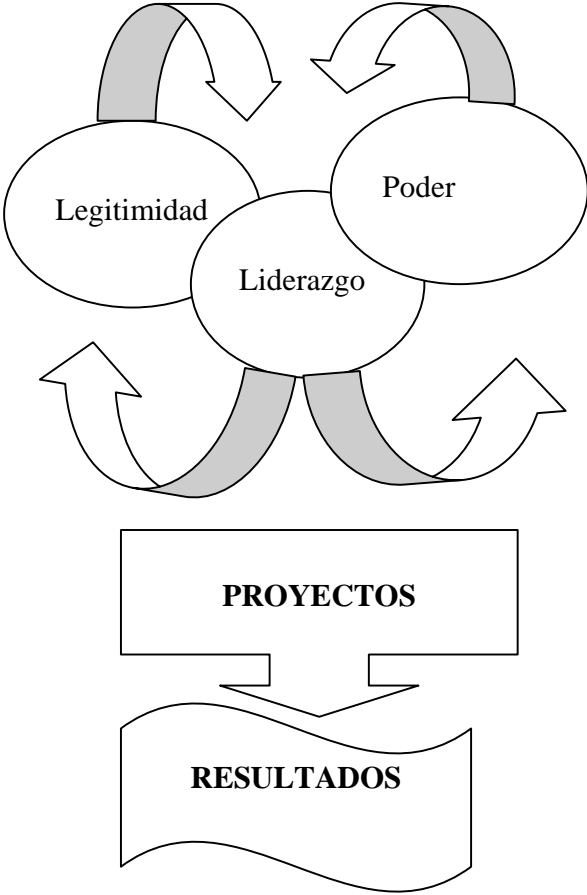 Legitimidad
Poder
Liderazgo
PROYECTOS
RESULTADOS